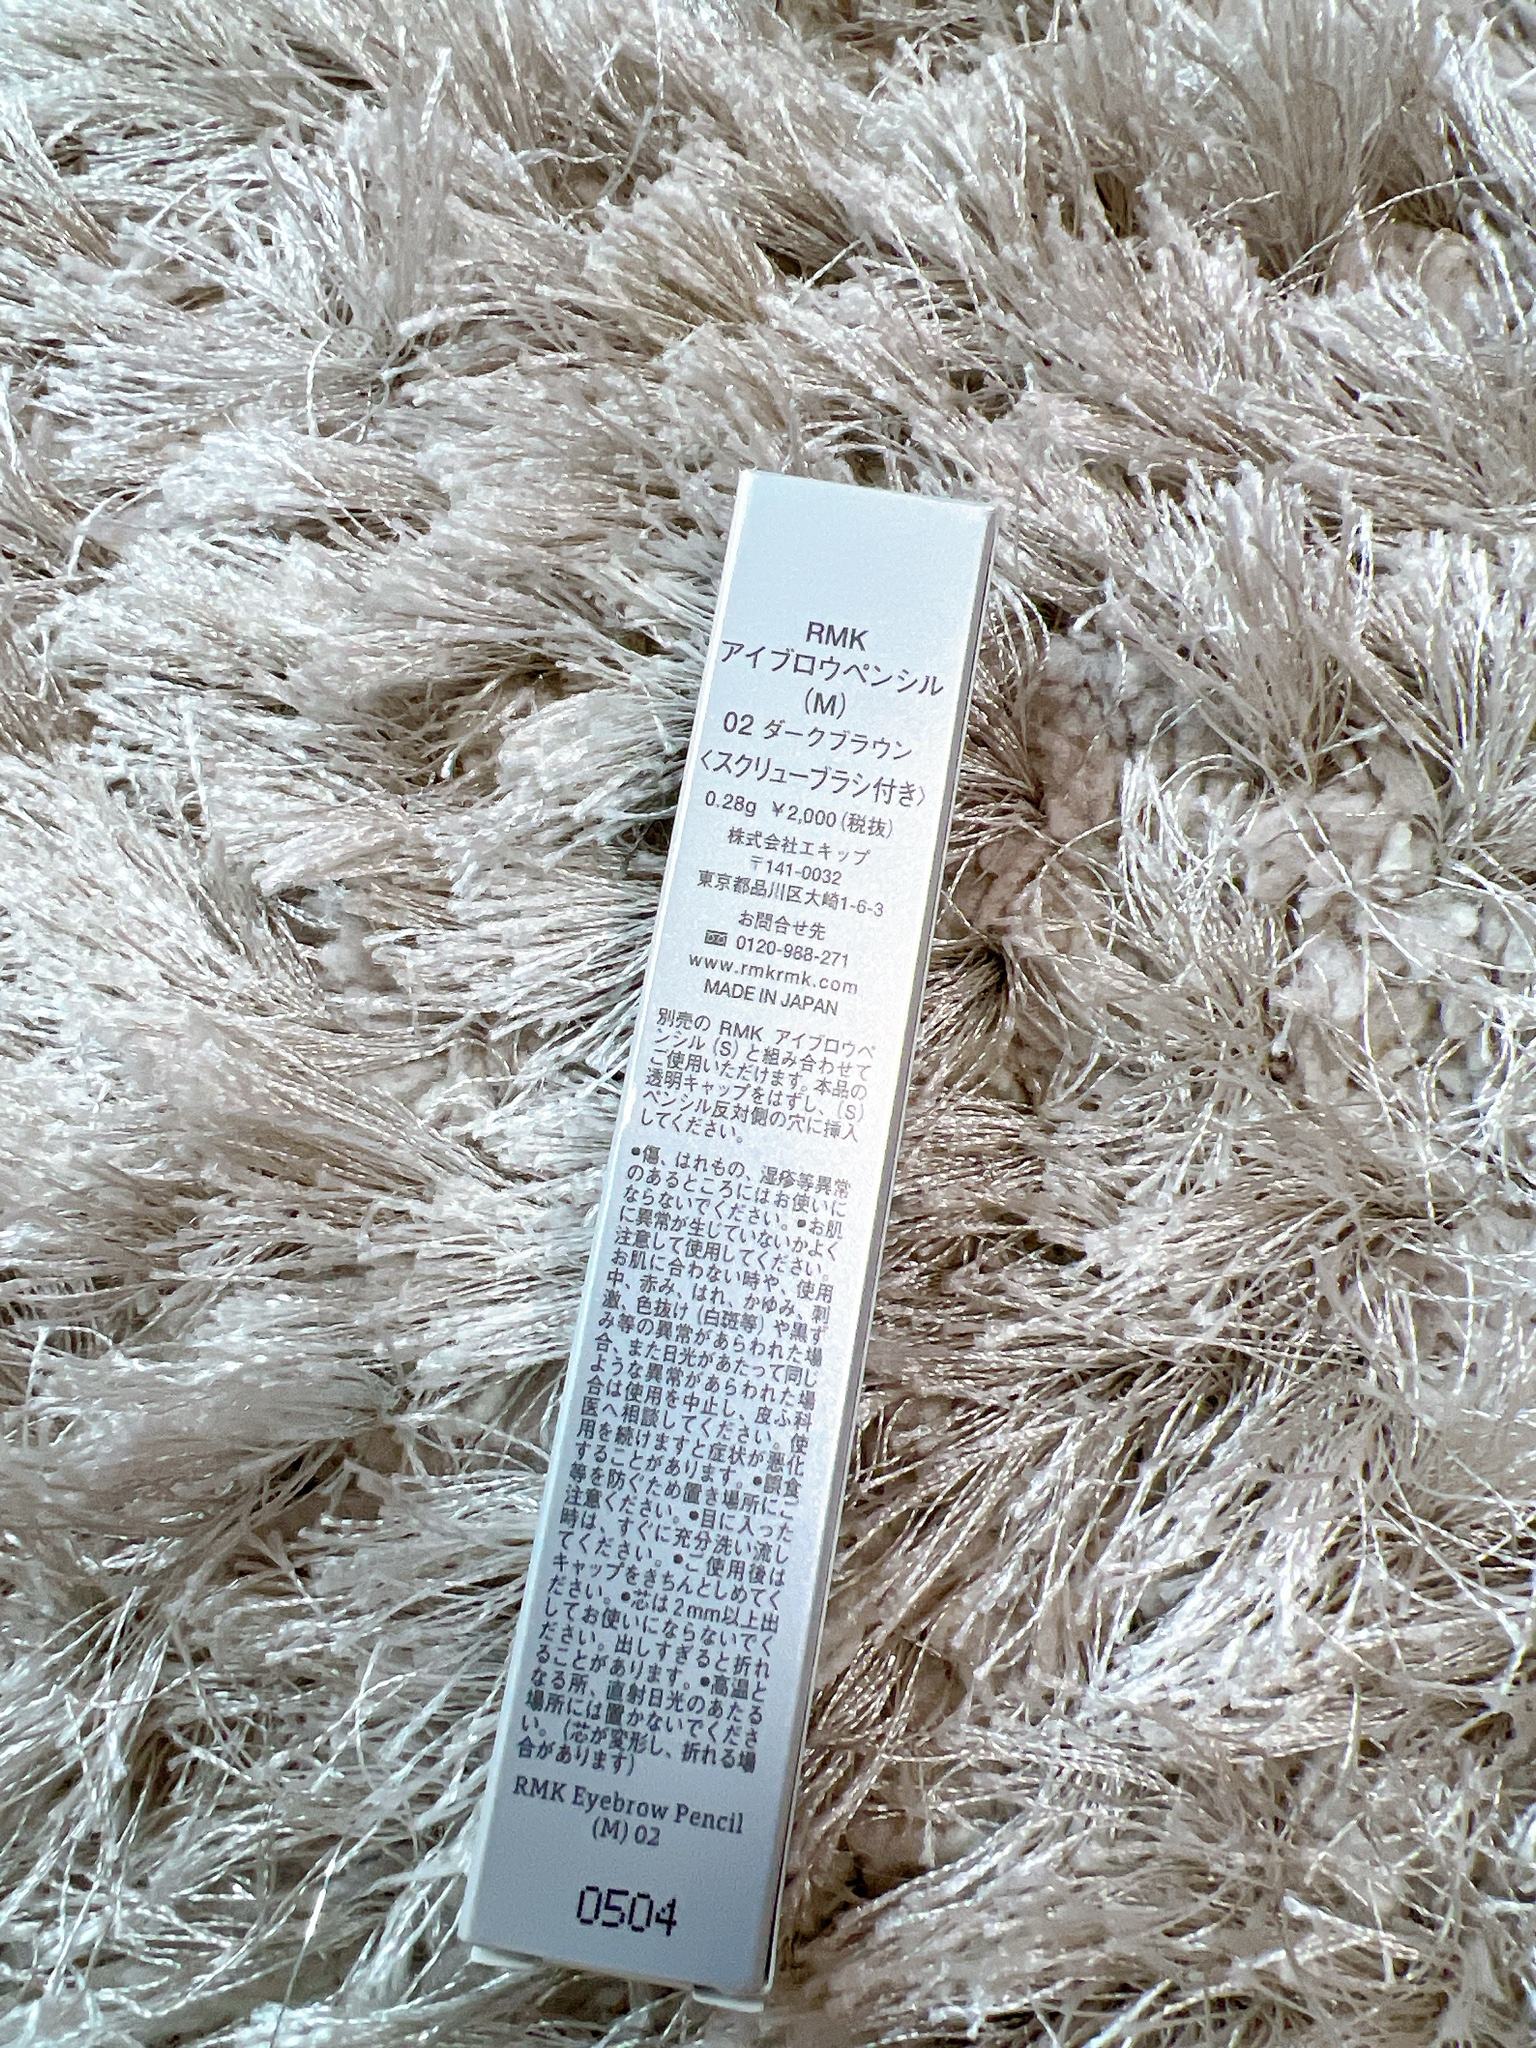 RMK
アイブロウペンシル
(M)
02 ダークブラウン
〈スクリューブラシ付き〉
0.28g ￥2,000(税抜)
株式会社エキップ
〒141-0032
東京都品川区大崎1-6-3
お問合せ先
0120-988-271
www.rmkrmk.com
MADE IN JAPAN
別売の RMK アイブロウペ
ンシル (S) と組み合わせて
ご使用いただけます。本品の
透明キャップをはずし、(S)
ペンシル反対側の穴に挿入
してください。
●傷、はれもの、湿疹等異常
のあるところにはお使いに
ならないでください。●お肌
に異常が生じていないかよく
注意して使用してください。
お肌に合わない時や、使用
中、赤み、はれ、かゆみ、刺
激、色抜け (白斑等) や黒ず
み等の異常があらわれた場
合、また日光があたって同じ
ような異常があらわれた場
合は使用を中止し、皮ふ科
医へ相談してください。使
用を続けますと症状が悪化
することがあります。●誤食
等を防ぐため置き場所にご
注意ください。●目に入った
時は、すぐに充分洗い流し
てください。●ご使用後は
キャップをきちんとしめてく
ださい。●芯は2mm以上出
してお使いにならないでく
ださい。出しすぎると折れ
ることがあります。●高温と
なる所、直射日光のあたる
場所には置かないでくださ
い。(芯が変形し、折れる場
合があります)
RMK Eyebrow Pencil
(M) 02
0504